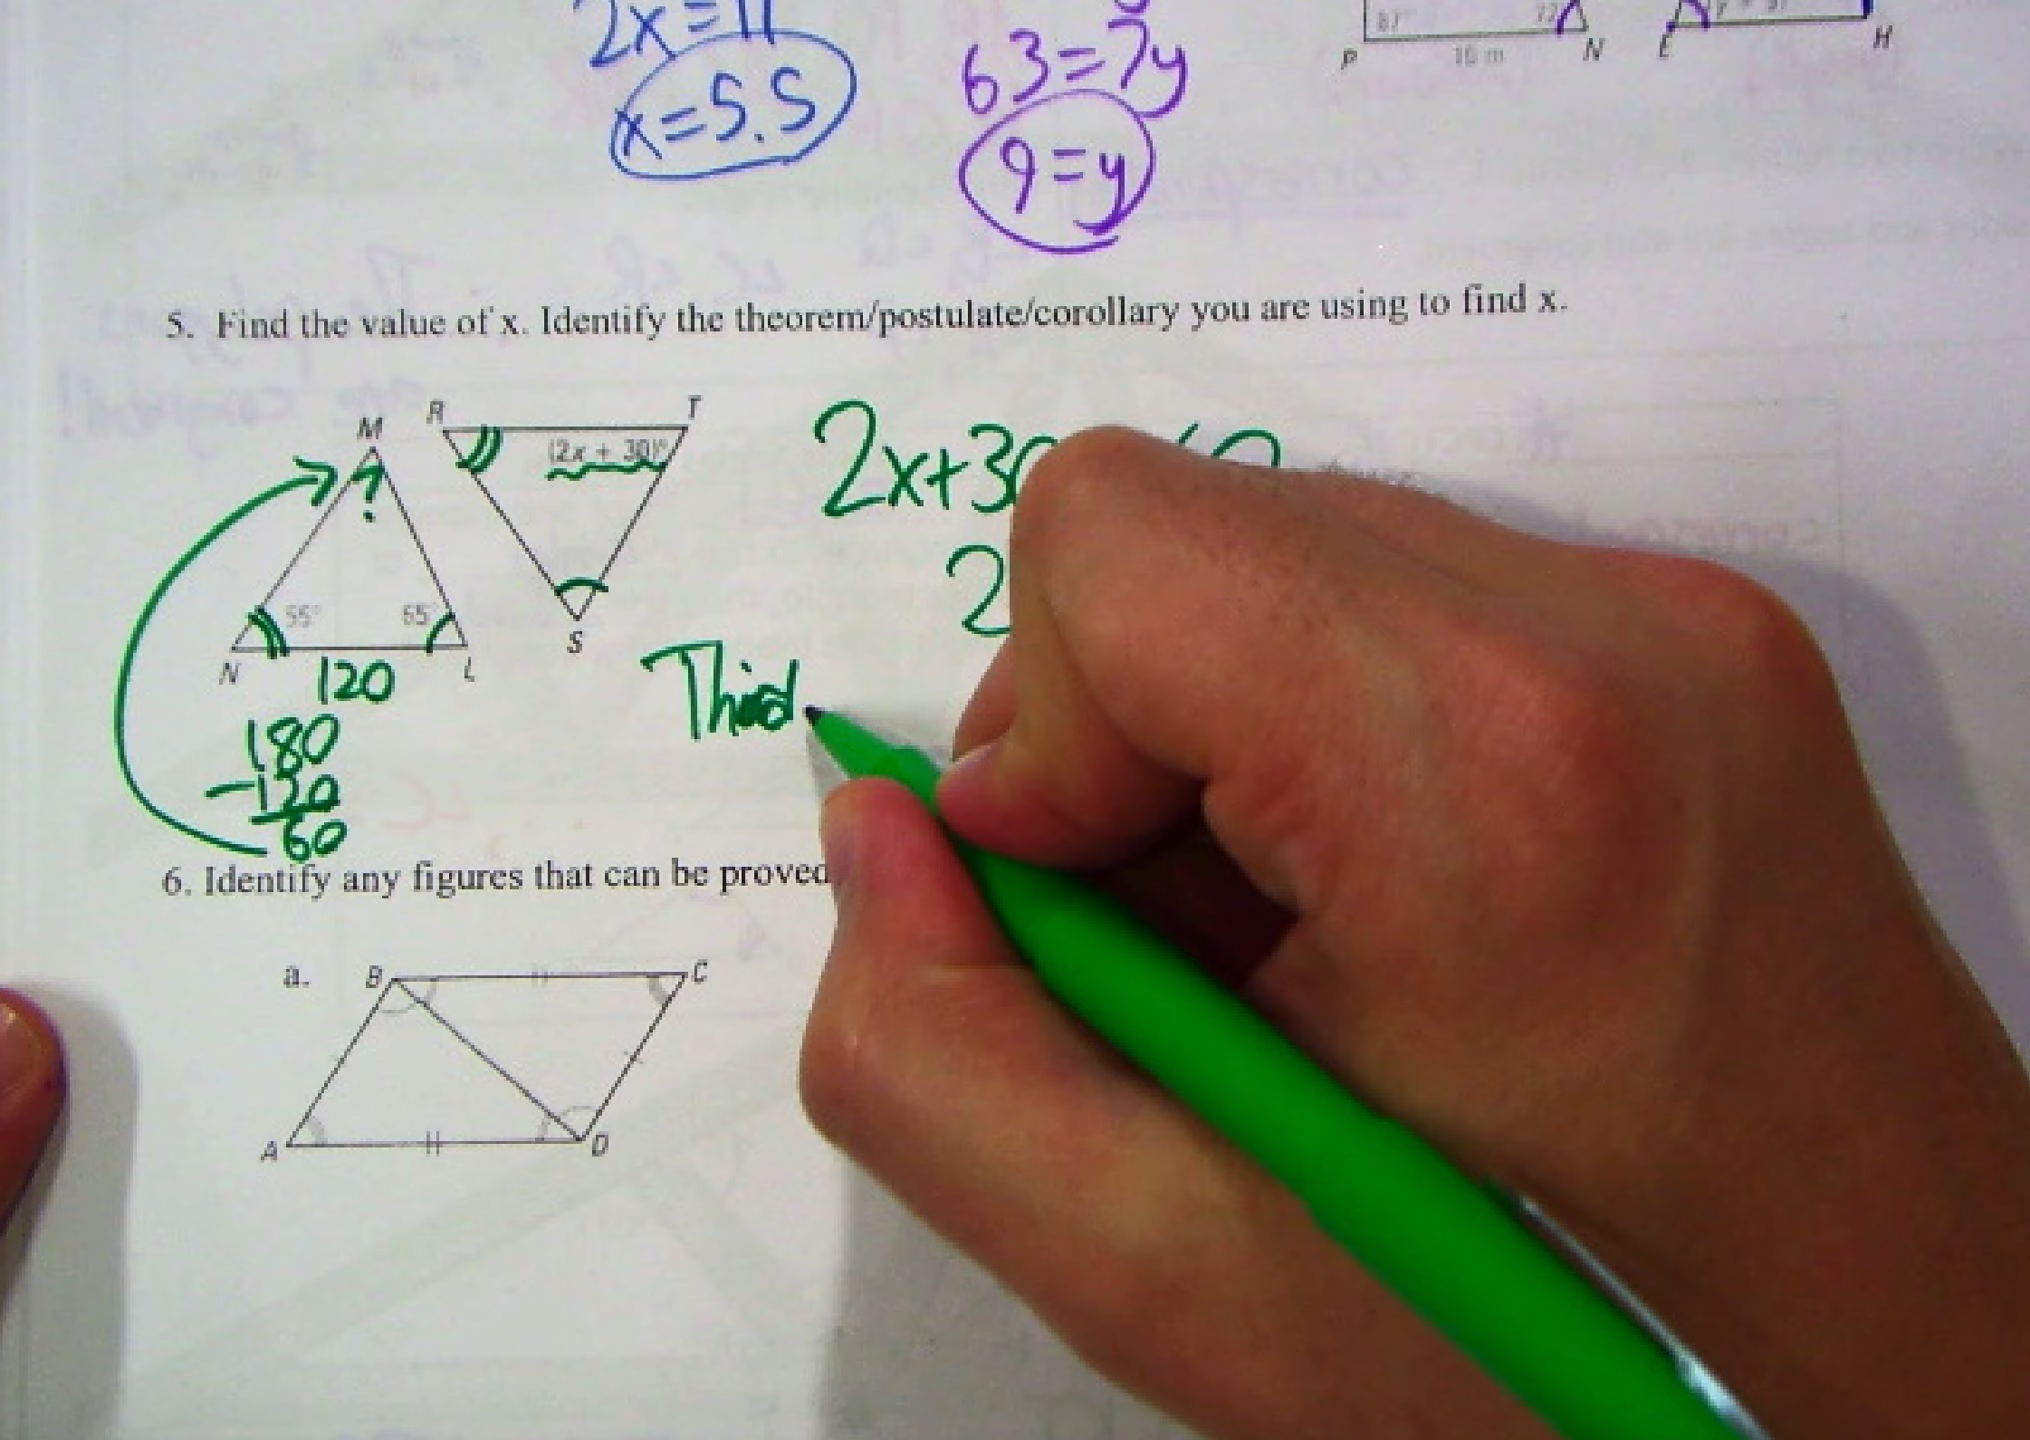 2x=11
x=5.5
63=7y
9=y
87°
P
16 m
N
E
H
5. Find the value of x. Identify the theorem/postulate/corollary you are using to find x.
M
?
R
T
(2x + 30)°
N
55°
65°
L
S
120
180
-120
60
2x+30
60
2
Third
6. Identify any figures that can be proved
a.
B
C
A
D